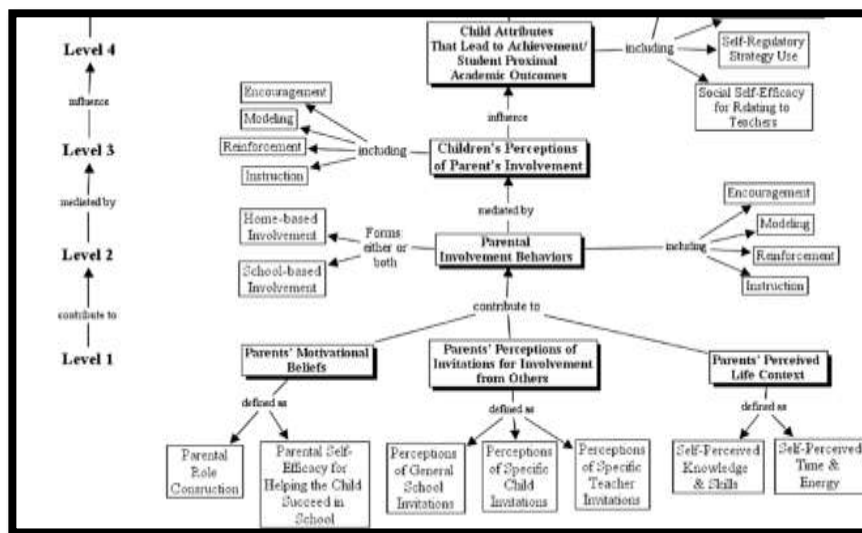 Level 4
influence
Level 3
mediated by
Level 2
contribute to
Level 1
Child Attributes
That Lead to Achievement/
Student Proximal
Academic Outcomes
including
Self-Regulatory
Strategy Use
Social Self-Efficacy
for Relating to
Teachers
influence
Encouragement
Modeling
Reinforcement
Instruction
including
Children's Perceptions
of Parent's Involvement
mediated by
Home-based
Involvement
School-based
Involvement
Forms
either or
both
Parental
Involvement Behaviors
including
Encouragement
Modeling
Reinforcement
Instruction
contribute to
Parents' Motivational
Beliefs
Parents' Perceptions of
Invitations for Involvement
from Others
Parents' Perceived
Life Context
defined as
defined as
defined as
Parental
Role
Construction
Parental Self-
Efficacy for
Helping the Child
Succeed in
School
Perceptions
of General
School
Invitations
Perceptions
of Specific
Child
Invitations
Perceptions
of Specific
Teacher
Invitations
Self-Perceived
Knowledge
& Skills
Self-Perceived
Time &
Energy